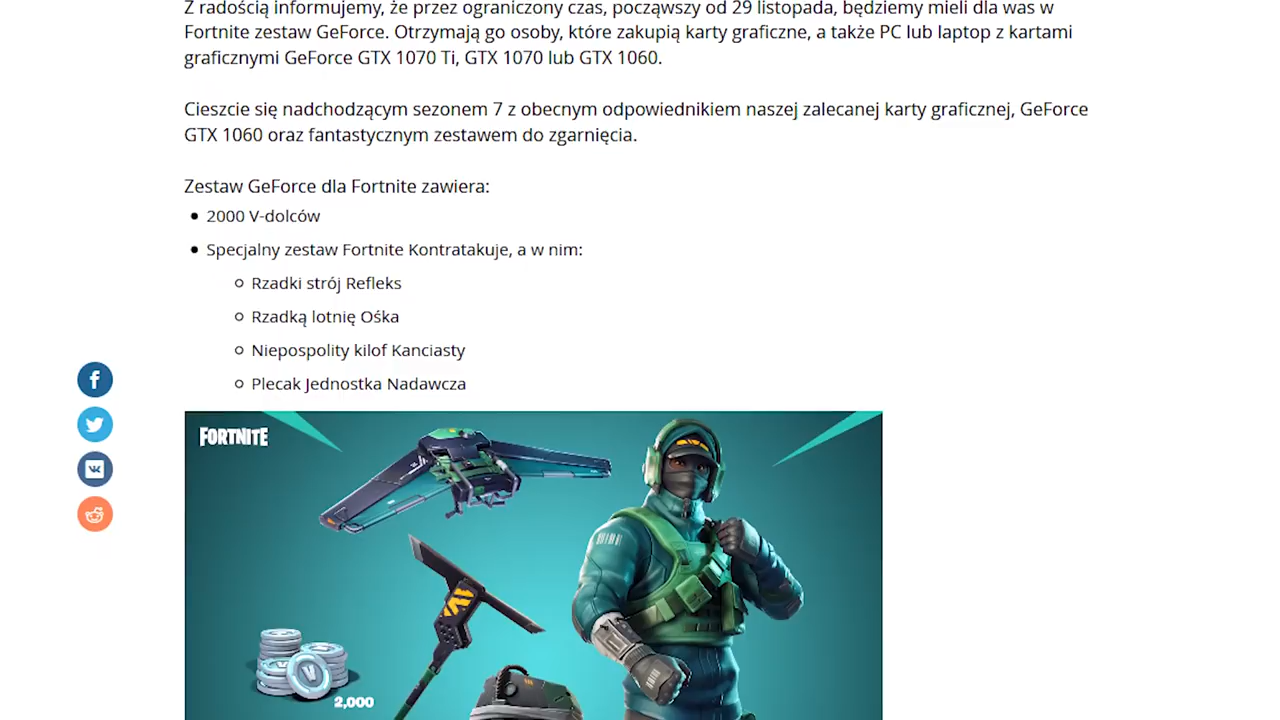 Z radością informujemy, że przez ograniczony czas, począwszy od 29 listopada, będziemy mieli dla was w
Fortnite zestaw GeForce. Otrzymają go osoby, które zakupią karty graficzne, a także PC lub laptop z kartami
graficznymi GeForce GTX 1070 Ti, GTX 1070 lub GTX 1060.
Cieszcie się nadchodzącym sezonem 7 z obecnym odpowiednikiem naszej zalecanej karty graficznej, GeForce
GTX 1060 oraz fantastycznym zestawem do zgarnięcia.
Zestaw GeForce dla Fortnite zawiera:
2000 V-dolców
Specjalny zestaw Fortnite Kontratakuje, a w nim:
Rzadki strój Refleks
Rzadką lotnię Ośka
Niepospolity kilof Kanciasty
Plecak Jednostka Nadawcza
FORTNITE
2,000